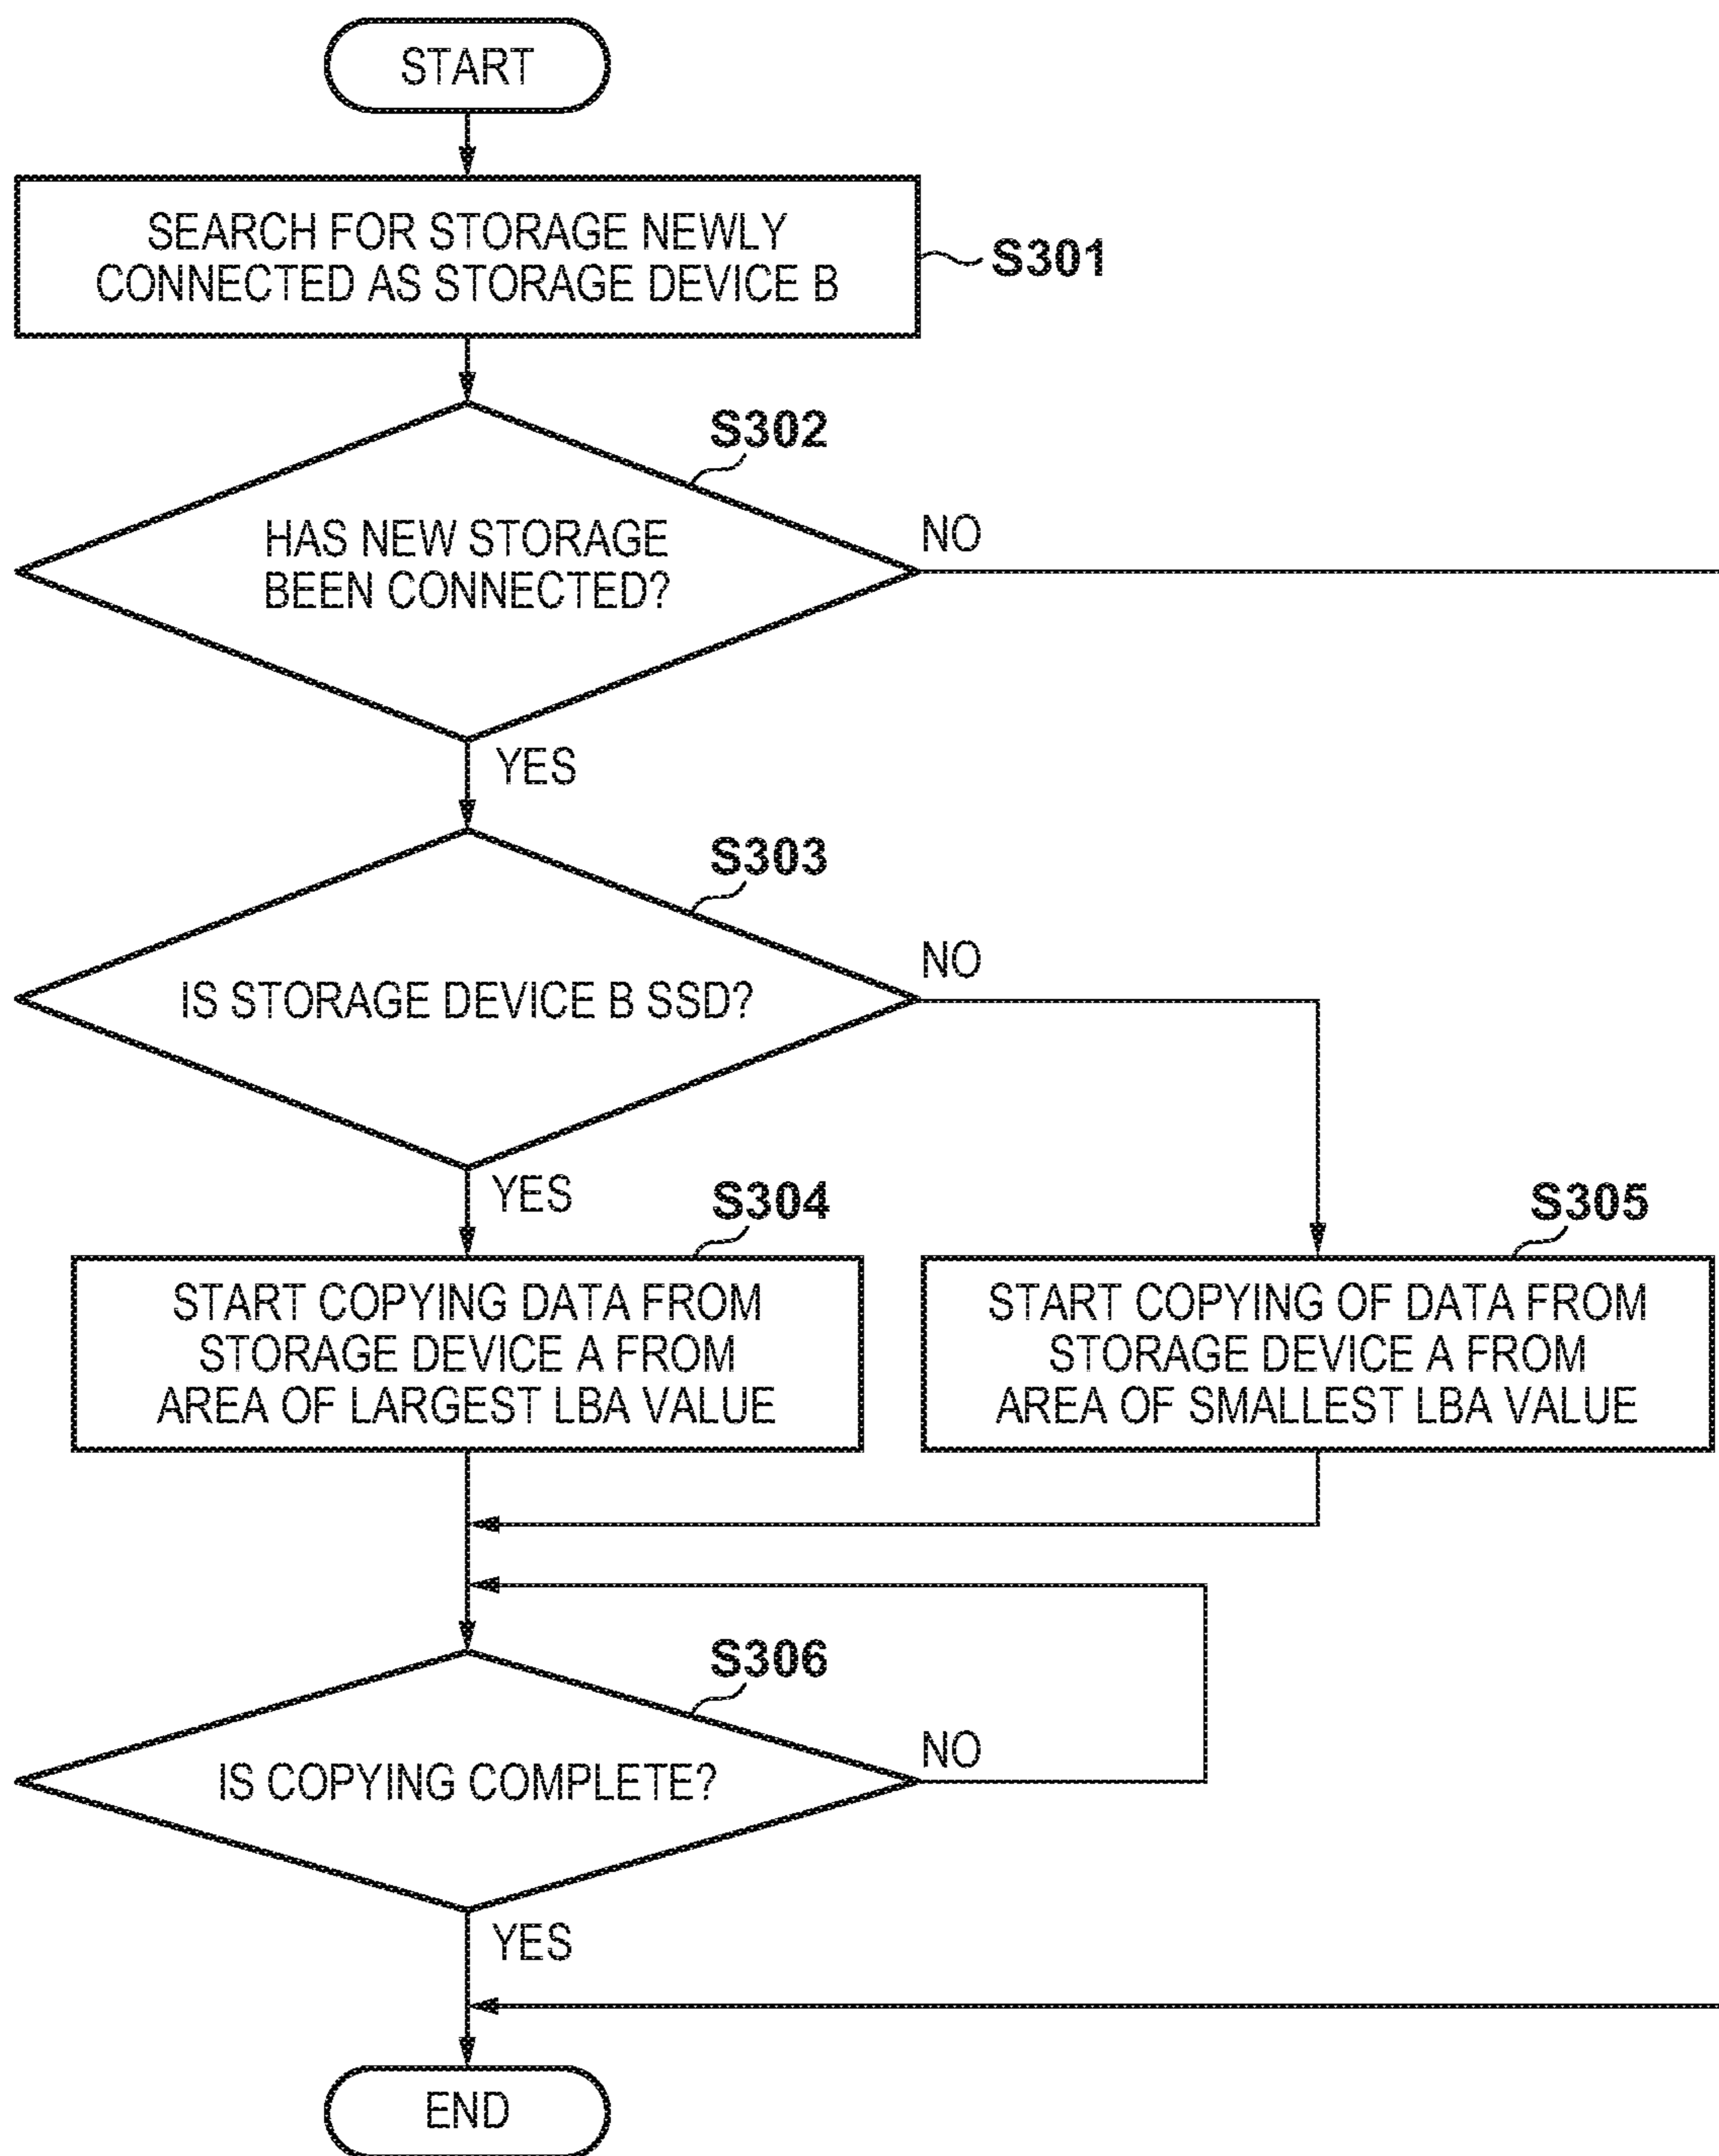 START
SEARCH FOR STORAGE NEWLY
CONNECTED AS STORAGE DEVICE B
S301
S302
HAS NEW STORAGE
BEEN CONNECTED?
NO
YES
S303
IS STORAGE DEVICE B SSD?
NO
YES
S304
START COPYING DATA FROM
STORAGE DEVICE A FROM
AREA OF LARGEST LBA VALUE
S305
START COPYING OF DATA FROM
STORAGE DEVICE A FROM
AREA OF SMALLEST LBA VALUE
S306
IS COPYING COMPLETE?
NO
YES
END